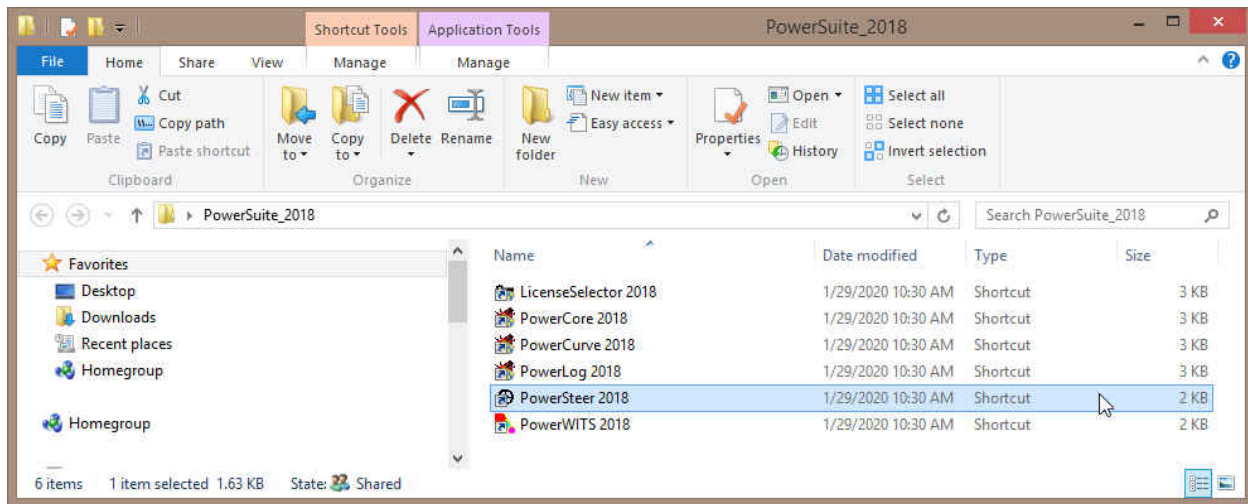 Shortcut Tools Application Tools PowerSuite_2018
File Home Share View Manage Manage
Copy Paste Cut Copy path Paste shortcut
Move to Copy to Delete Rename
New folder New item Easy access
Properties Open Edit History
Select all Select none Invert selection
Clipboard Organize New Open Select
PowerSuite_2018 Search PowerSuite_2018
Favorites
Desktop
Downloads
Recent places
Homegroup
Homegroup
Name Date modified Type Size
LicenseSelector 2018 1/29/2020 10:30 AM Shortcut 3 KB
PowerCore 2018 1/29/2020 10:30 AM Shortcut 3 KB
PowerCurve 2018 1/29/2020 10:30 AM Shortcut 3 KB
PowerLog 2018 1/29/2020 10:30 AM Shortcut 3 KB
PowerSteer 2018 1/29/2020 10:30 AM Shortcut 2 KB
PowerWITS 2018 1/29/2020 10:30 AM Shortcut 2 KB
6 items 1 item selected 1.63 KB State: Shared